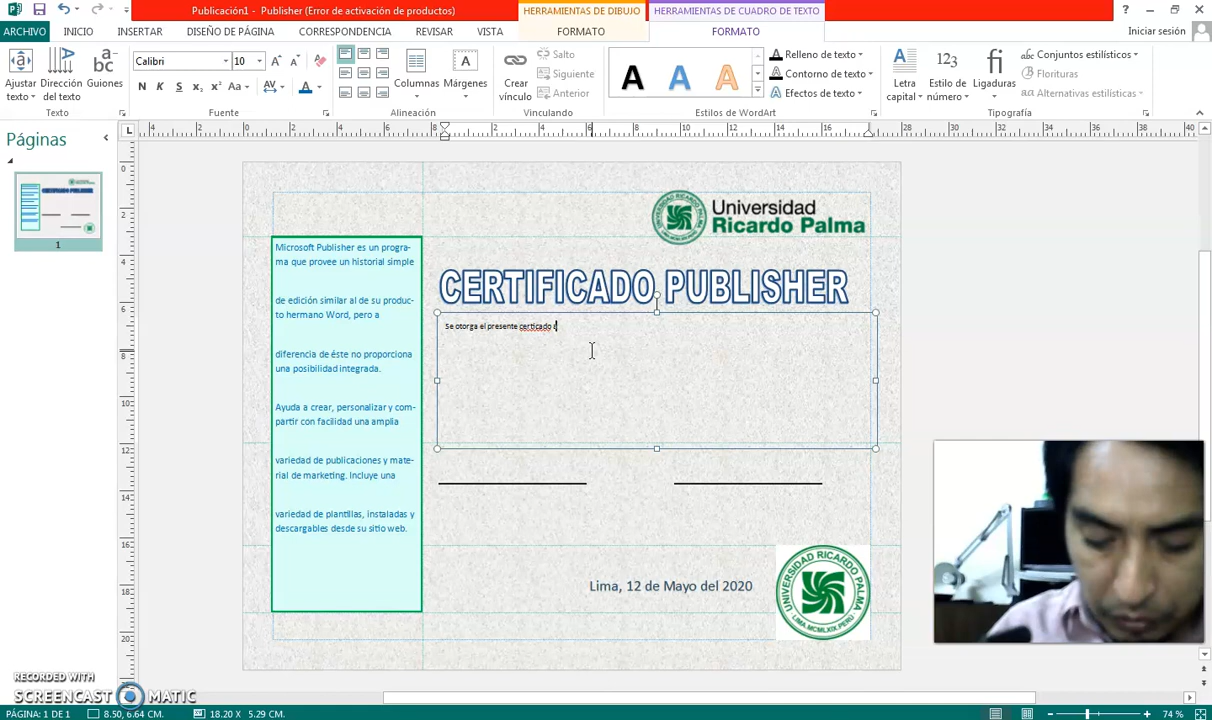 Publicación1 - Publisher (Error de activación de productos)
HERRAMIENTAS DE DIBUJO
HERRAMIENTAS DE CUADRO DE TEXTO
ARCHIVO
INICIO
INSERTAR
DISEÑO DE PÁGINA
CORRESPONDENCIA
REVISAR
VISTA
FORMATO
FORMATO
Iniciar sesión
Ajustar texto
Dirección del texto
Guiones
Texto
Calibri
10
N K S
Fuente
Alineación
Columnas
Márgenes
Crear vínculo
Salto
Siguiente
Anterior
Vinculando
Relleno de texto
Contorno de texto
Efectos de texto
Estilos de WordArt
Letra capital
Estilo de número
Ligaduras
Conjuntos estilísticos
Florituras
Alternativas estilísticas
Tipografía
Páginas
1
Universidad
Ricardo Palma
CERTIFICADO PUBLISHER
Microsoft Publisher es un progra-
ma que provee un historial simple
de edición similar al de su produc-
to hermano Word, pero a
diferencia de éste no proporciona
una posibilidad integrada.
Ayuda a crear, personalizar y com-
partir con facilidad una amplia
variedad de publicaciones y mate-
rial de marketing. Incluye una
variedad de plantillas, instaladas y
descargables desde su sitio web.
Se otorga el presente certicado
Lima, 12 de Mayo del 2020
UNIVERSIDAD RICARDO PALMA
LIMA, MCMLXIX PERÚ
RECORDED WITH
SCREENCAST MATIC
PÁGINA: 1 DE 1
8.50, 6.64 CM.
18.20 x 5.29 CM.
74 %